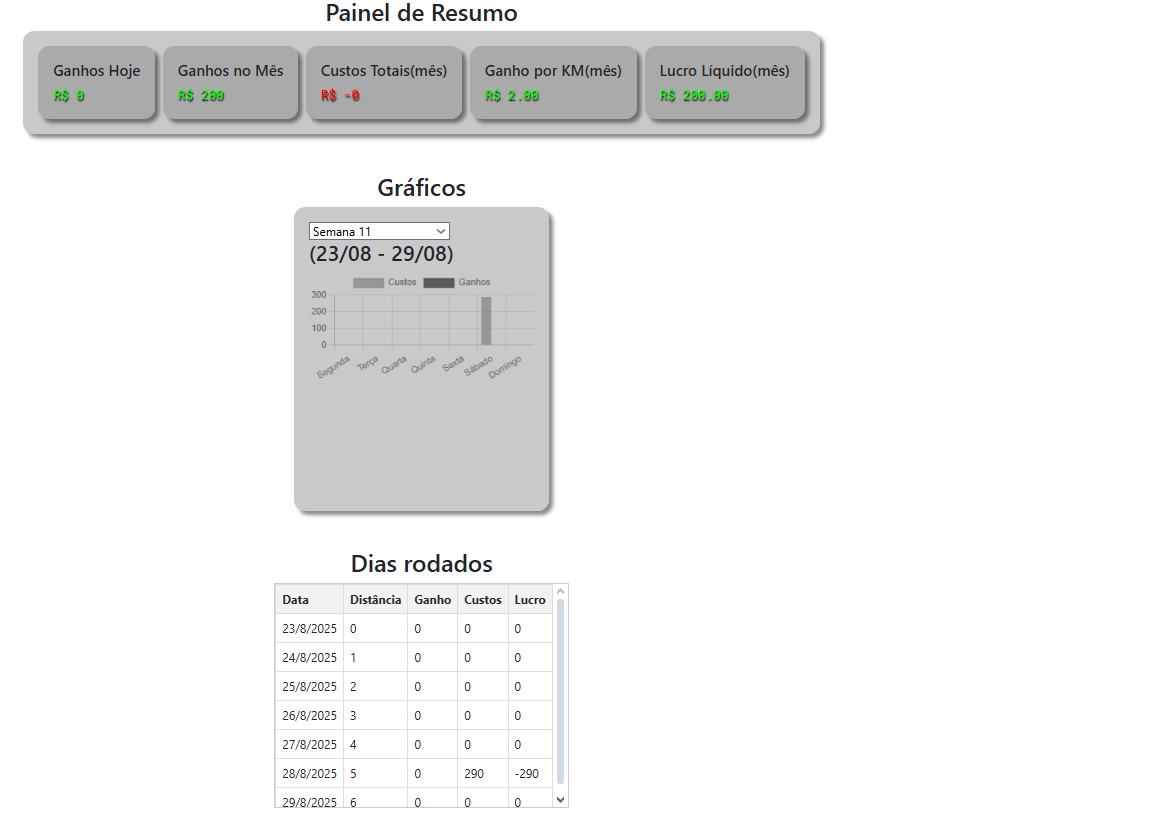 Painel de Resumo
Ganhos Hoje
R$ 0
Ganhos no Mês
R$ 200
Custos Totais(mês)
R$ -0
Ganho por KM(mês)
R$ 2.00
Lucro Líquido(mês)
R$ 200.00
Gráficos
Semana 11
(23/08 - 29/08)
Custos Ganhos
300
200
100
0
Segunda Terça Quarta Quinta Sexta Sábado Domingo
Dias rodados
Data Distância Ganho Custos Lucro
23/8/2025 0 0 0 0
24/8/2025 1 0 0 0
25/8/2025 2 0 0 0
26/8/2025 3 0 0 0
27/8/2025 4 0 0 0
28/8/2025 5 0 290 -290
29/8/2025 6 0 0 0